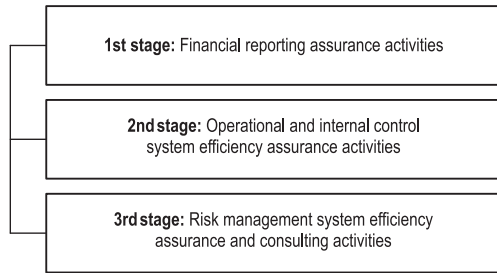 1st stage: Financial reporting assurance activities
2nd stage: Operational and internal control
system efficiency assurance activities
3rd stage: Risk management system efficiency
assurance and consulting activities